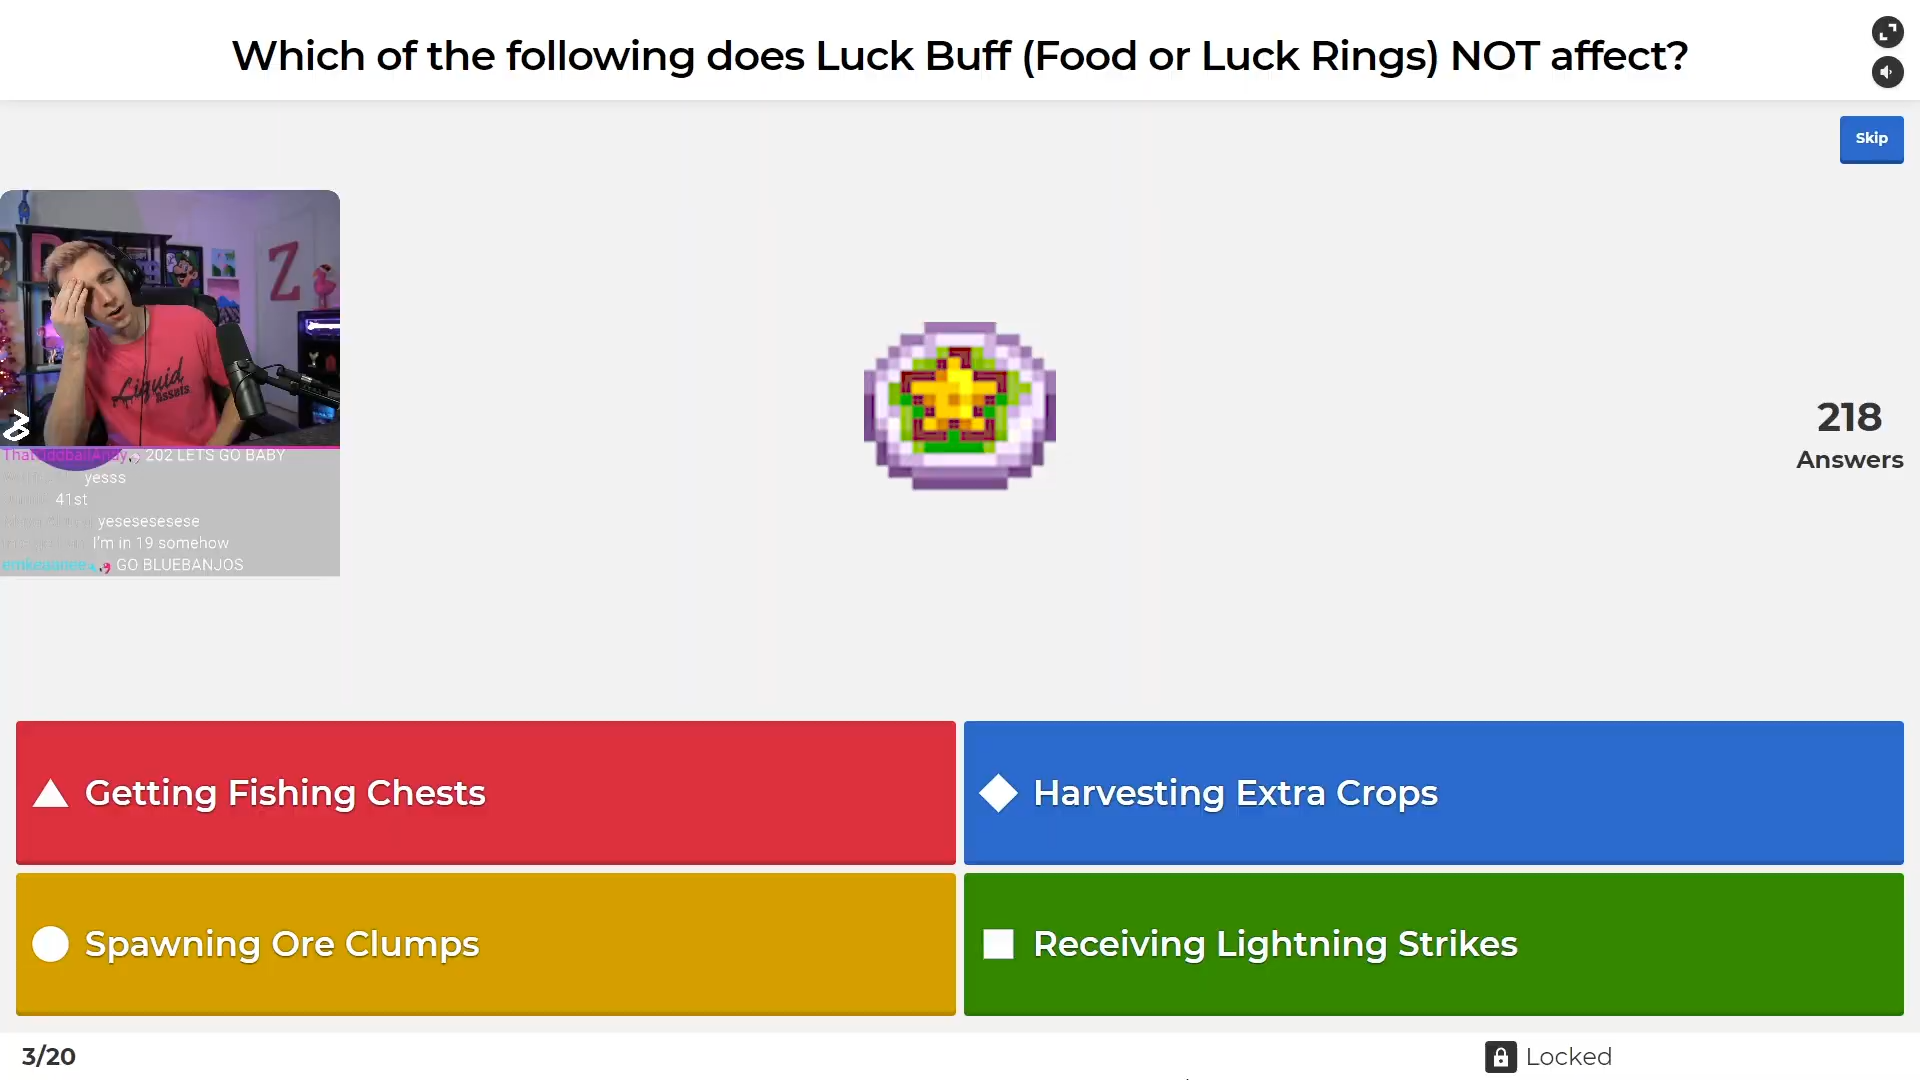 Which of the following does Luck Buff (Food or Luck Rings) NOT affect?
Skip
Z
Liquid
Assets
202 LETS GO BABY
yesss
41st
yesesesesese
I'm in 19 somehow
GO BLUEBANJOS
218
Answers
Getting Fishing Chests
Harvesting Extra Crops
Spawning Ore Clumps
Receiving Lightning Strikes
3/20
Locked